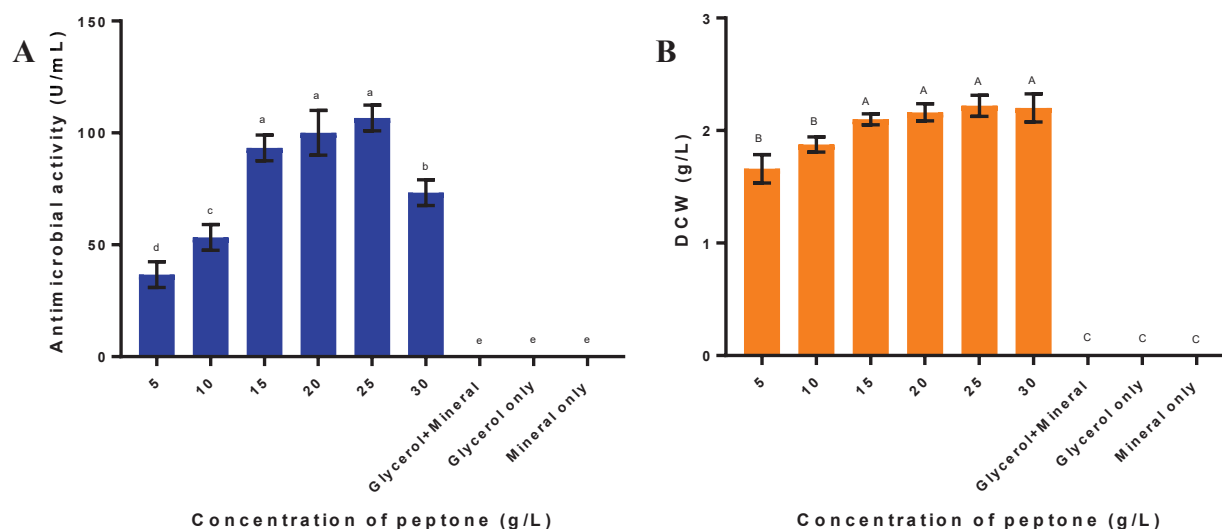 A
Antimicrobial activity (U/mL)
150
100
50
0
d
c
a
a
a
b
e
e
e
5
10
15
20
25
30
Glycerol+Mineral
Glycerol only
Mineral only
Concentration of peptone (g/L)
B
DCW (g/L)
3
2
1
0
B
B
A
A
A
A
C
C
C
5
10
15
20
25
30
Glycerol+Mineral
Glycerol only
Mineral only
Concentration of peptone (g/L)